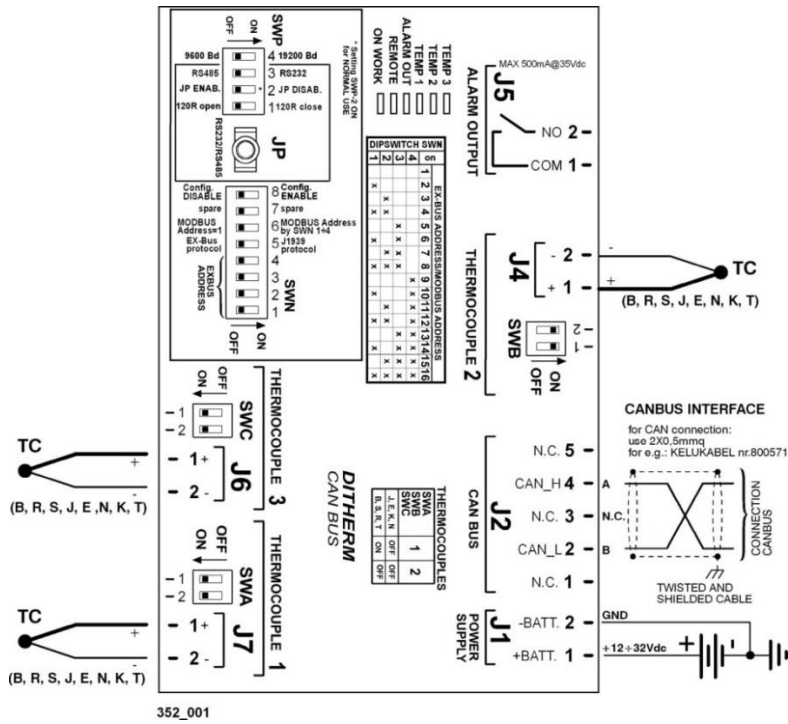 SWP
OFF
ON
9600 Bd 4 19200 Bd
RS485 3 RS232
JP ENAB. * 2 JP DISAB.
120R open 1 120R close
* Setting SWP-2 ON
for NORMAL USE
RS232/RS485
JP
Config.
DISABLE
8 Config.
ENABLE
spare 7 spare
MODBUS
Address=1
6 MODBUS Address
by SWN 1÷4
EX-Bus
protocol
5 J1939
protocol
4
3
2
1
EXBUS
ADDRESS
SWN
OFF
ON
TEMP 3
TEMP 2
TEMP 1
ALARM OUT
REMOTE
ON WORK
DIPSWITCH SWN
1 2 3 4 on
EX-BUS ADDRESS/MODBUS ADDRESS
1
2 x
3 x
4 x x
5 x
6 x x
7 x x
8 x x x
9 x
10 x x
11 x x
12 x x x
13 x x
14 x x x
15 x x x
16 x x x x
MAX 500mA@35Vdc
J5
ALARM OUTPUT
NO 2 -
COM 1 -
THERMOCOUPLE 2
J4
- 2 -
+ 1 -
-
+
TC
(B, R, S, J, E, N, K, T)
SWB
2 -
1 -
ON
OFF
THERMOCOUPLE 3
OFF
ON
SWC
- 1
- 2
J6
- 1+
- 2 -
TC
+
-
(B, R, S, J, E ,N, K, T)
THERMOCOUPLE 1
OFF
ON
SWA
- 1
- 2
J7
- 1+
- 2 -
TC
+
-
(B, R, S, J, E, N, K, T)
DITHERM
CAN BUS
THERMOCOUPLES
SWA
SWB
SWC
1 2
J, E, K, N OFF OFF
B, S, R, T ON OFF
CAN BUS
J2
N.C. 5 -
CAN_H 4 - A
N.C. 3 - N.C.
CAN_L 2 - B
N.C. 1 -
CANBUS INTERFACE
for CAN connection:
use 2X0,5mmq
for e.g.: KELUKABEL nr.800571
CANBUS
CONNECTION
TWISTED AND
SHIELDED CABLE
POWER
SUPPLY
J1
-BATT. 2 - GND
+BATT. 1 - +12÷32Vdc + -
352_001